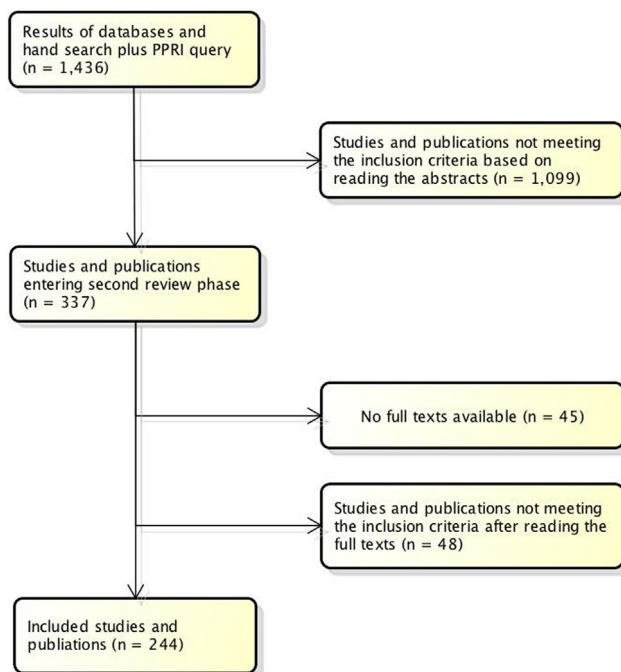 Results of databases and
hand search plus PPRI query
(n = 1,436)
Studies and publications not meeting
the inclusion criteria based on
reading the abstracts (n = 1,099)
Studies and publications
entering second review phase
(n = 337)
No full texts available (n = 45)
Studies and publications not meeting
the inclusion criteria after reading the
full texts (n = 48)
Included studies and
publiations (n = 244)